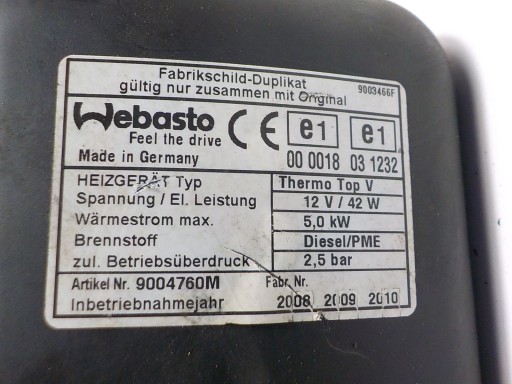 Fabrikschild-Duplikat
gültig nur zusammen mit Original
9003466F
Webasto CE e1 e1
Feel the drive
Made in Germany 00 0018 03 1232
HEIZGERÄT Typ Thermo Top V
Spannung / El. Leistung 12 V / 42 W
Wärmestrom max. 5,0 kW
Brennstoff Diesel/PME
zul. Betriebsüberdruck 2,5 bar
Artikel Nr. 9004760M Fabr. Nr.
Inbetriebnahmejahr 2008 2009 2010